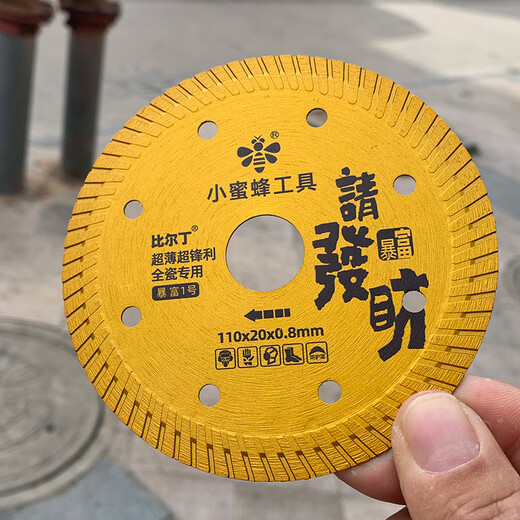 ®
小蜜蜂工具
比尔丁®
超薄超锋利
全瓷专用
暴富1号
110x20x0.8mm
請
發
財
暴富